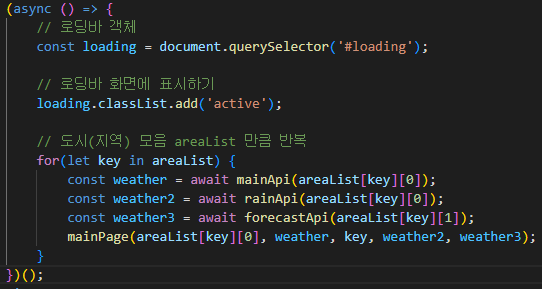 (async () => {
    // 로딩바 객체
    const loading = document.querySelector('#loading');
    // 로딩바 화면에 표시하기
    loading.classList.add('active');
    // 도시(지역) 모음 areaList 만큼 반복
    for(let key in areaList) {
        const weather = await mainApi(areaList[key][0]);
        const weather2 = await rainApi(areaList[key][0]);
        const weather3 = await forecastApi(areaList[key][1]);
        mainPage(areaList[key][0], weather, key, weather2, weather3);
    }
})();